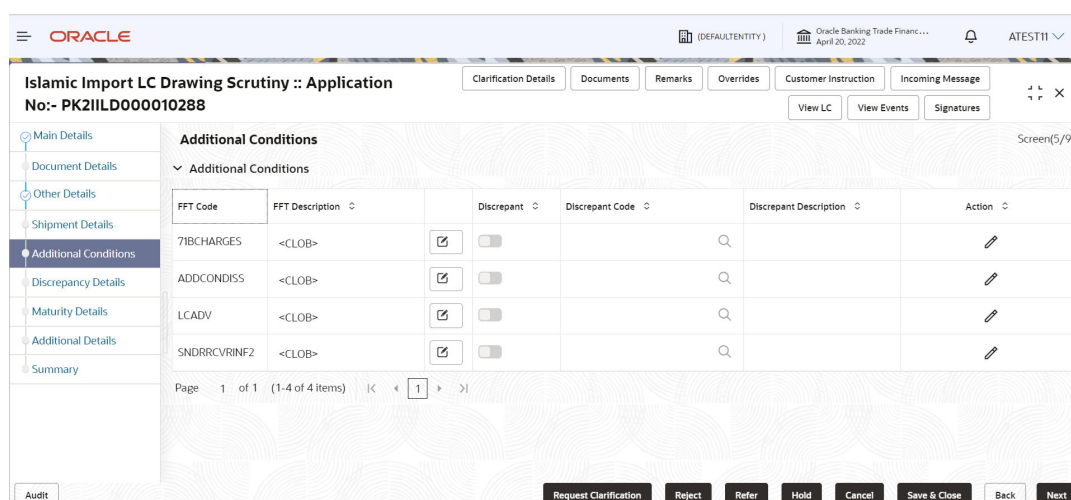 ORACLE
(DEFAULTENTITY)
Oracle Banking Trade Financ...
April 20, 2022
ATEST11
Islamic Import LC Drawing Scrutiny :: Application
No:- PK2IILD000010288
Clarification Details
Documents
Remarks
Overrides
Customer Instruction
Incoming Message
View LC
View Events
Signatures
Main Details
Document Details
Other Details
Shipment Details
Additional Conditions
Discrepancy Details
Maturity Details
Additional Details
Summary
Additional Conditions
Screen(5/9
Additional Conditions
FFT Code FFT Description Discrepant Discrepant Code Discrepant Description Action
71BCHARGES <CLOB>
ADDCONDISS <CLOB>
LCADV <CLOB>
SNDRRCVRINF2 <CLOB>
Page 1 of 1 (1-4 of 4 items) 1
Audit
Request Clarification
Reject
Refer
Hold
Cancel
Save & Close
Back
Next